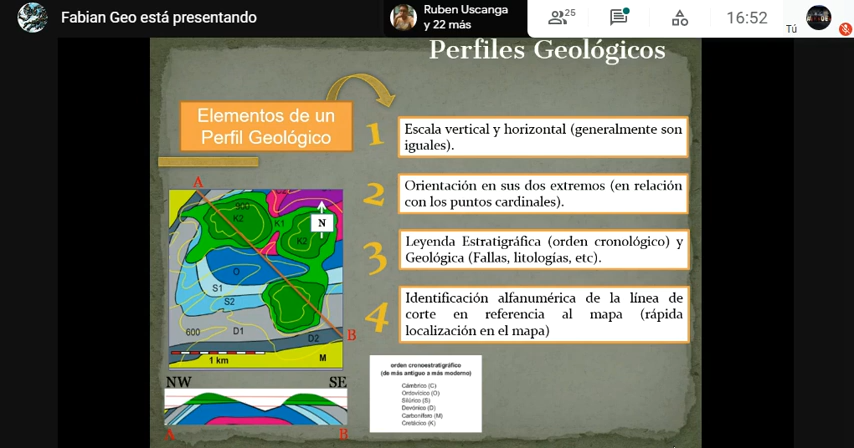 Fabian Geo está presentando
Ruben Uscanga
y 22 más
25
16:52
Tú
Perfiles Geológicos
Elementos de un
Perfil Geológico
1
Escala vertical y horizontal (generalmente son
iguales).
2
Orientación en sus dos extremos (en relación
con los puntos cardinales).
3
Leyenda Estratigráfica (orden cronológico) y
Geológica (Fallas, litologías, etc).
4
Identificación alfanumérica de la línea de
corte en referencia al mapa (rápida
localización en el mapa)
A
K2
K1
N
K2
O
S1
S2
600
D1
D2
B
1 km
M
NW
SE
A
B
orden cronoestratigráfico
(de más antiguo a más moderno)
Cámbrico (C)
Ordovícico (O)
Silúrico (S)
Devónico (D)
Carbonífero (M)
Cretácico (K)